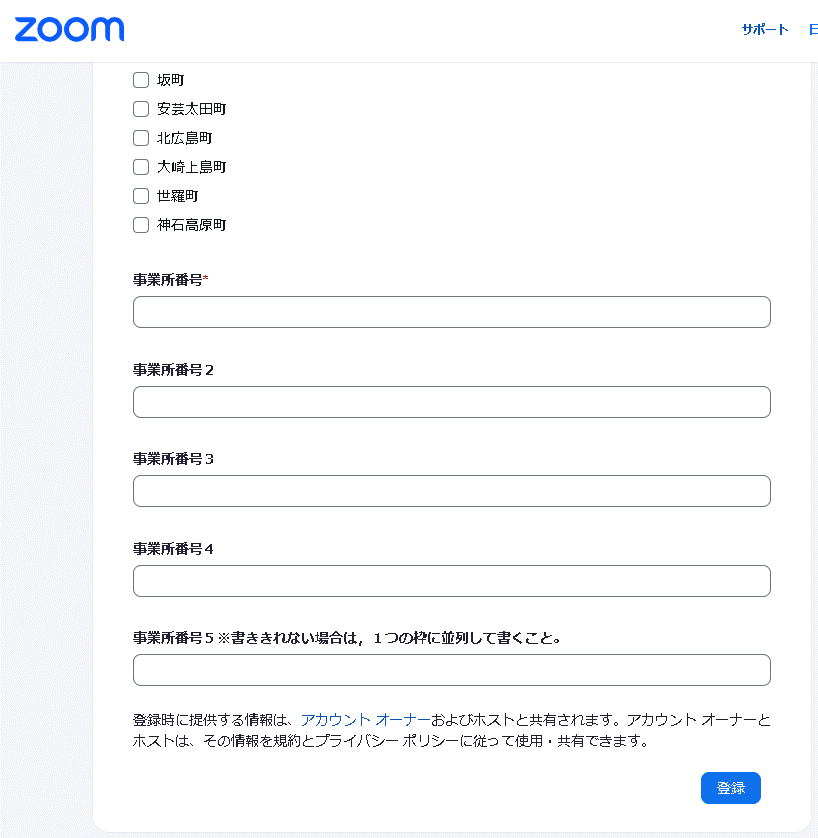 zoom
サポート
坂町
安芸太田町
北広島町
大崎上島町
世羅町
神石高原町
事業所番号*
事業所番号２
事業所番号３
事業所番号４
事業所番号５※書ききれない場合は，１つの枠に並列して書くこと。
登録時に提供する情報は、アカウント オーナーおよびホストと共有されます。アカウント オーナーと
ホストは、その情報を規約とプライバシー ポリシーに従って使用・共有できます。
登録